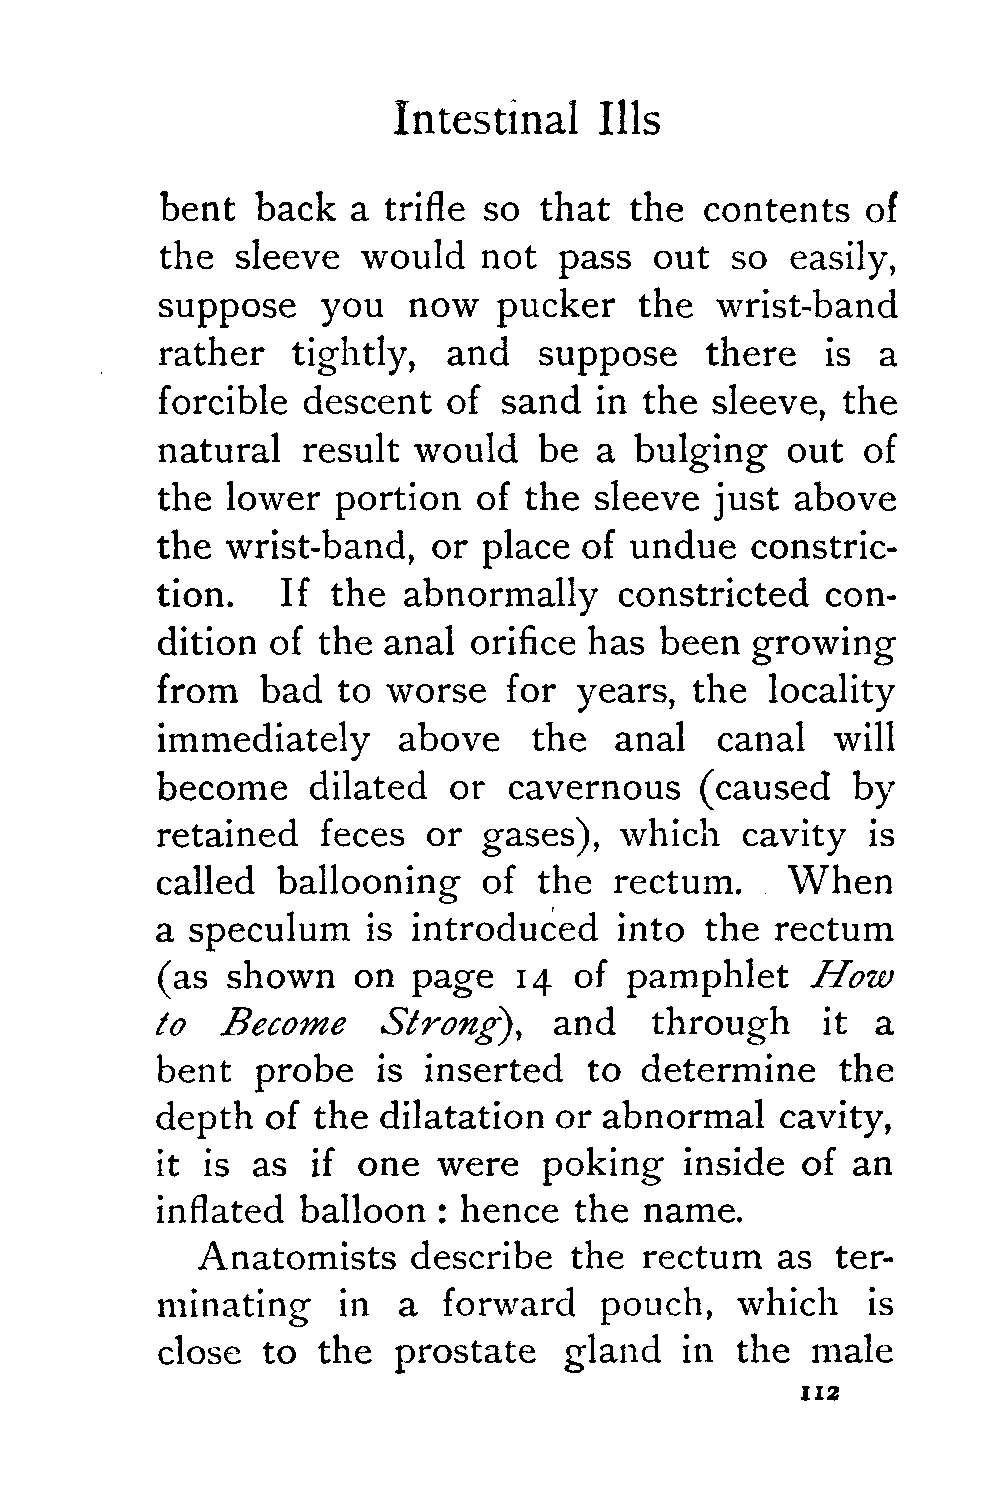 Intestinal Ills
bent back a trifle so that the contents of
the sleeve would not pass out so easily,
suppose you now pucker the wrist-band
rather tightly, and suppose there is a
forcible descent of sand in the sleeve, the
natural result would be a bulging out of
the lower portion of the sleeve just above
the wrist-band, or place of undue constric-
tion. If the abnormally constricted con-
dition of the anal orifice has been growing
from bad to worse for years, the locality
immediately above the anal canal will
become dilated or cavernous (caused by
retained feces or gases), which cavity is
called ballooning of the rectum. When
a speculum is introduced into the rectum
(as shown on page 14 of pamphlet How
to Become Strong), and through it a
bent probe is inserted to determine the
depth of the dilatation or abnormal cavity,
it is as if one were poking inside of an
inflated balloon : hence the name.
Anatomists describe the rectum as ter-
minating in a forward pouch, which is
close to the prostate gland in the male
112